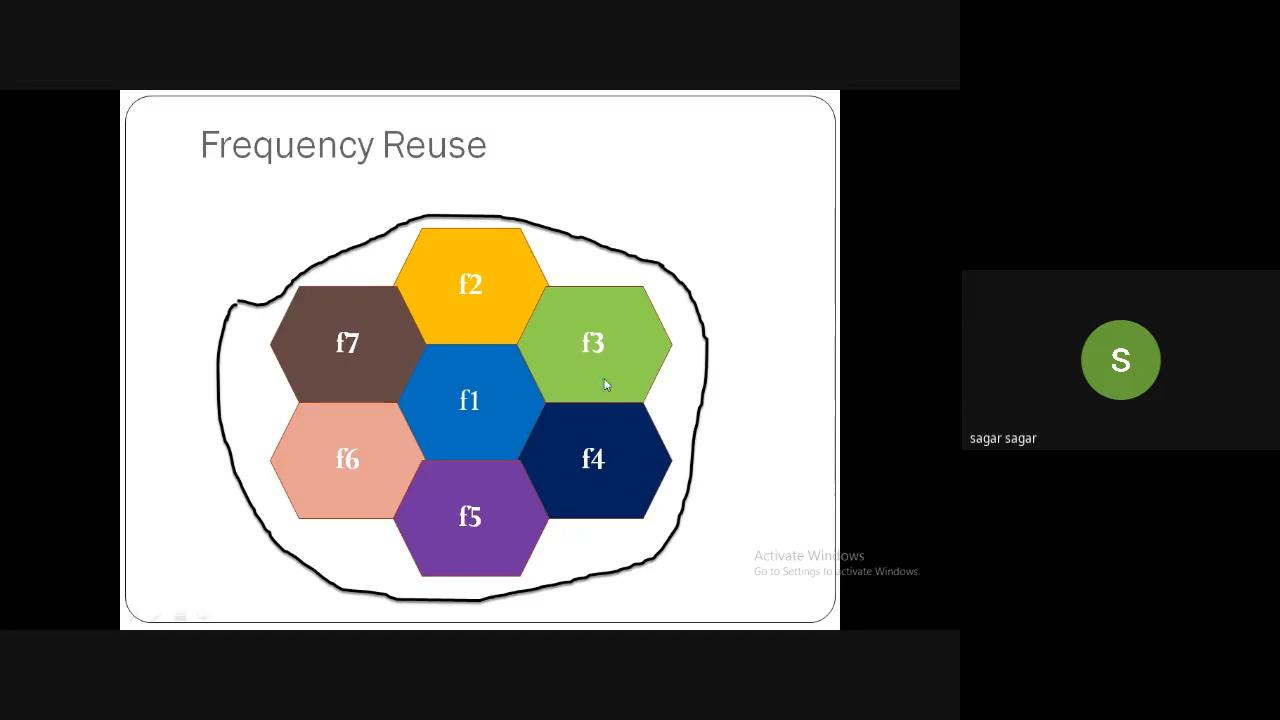 Frequency Reuse
f2
f7
f3
f1
f6
f4
f5
S
sagar sagar
Activate Windows
Go to Settings to activate Windows.